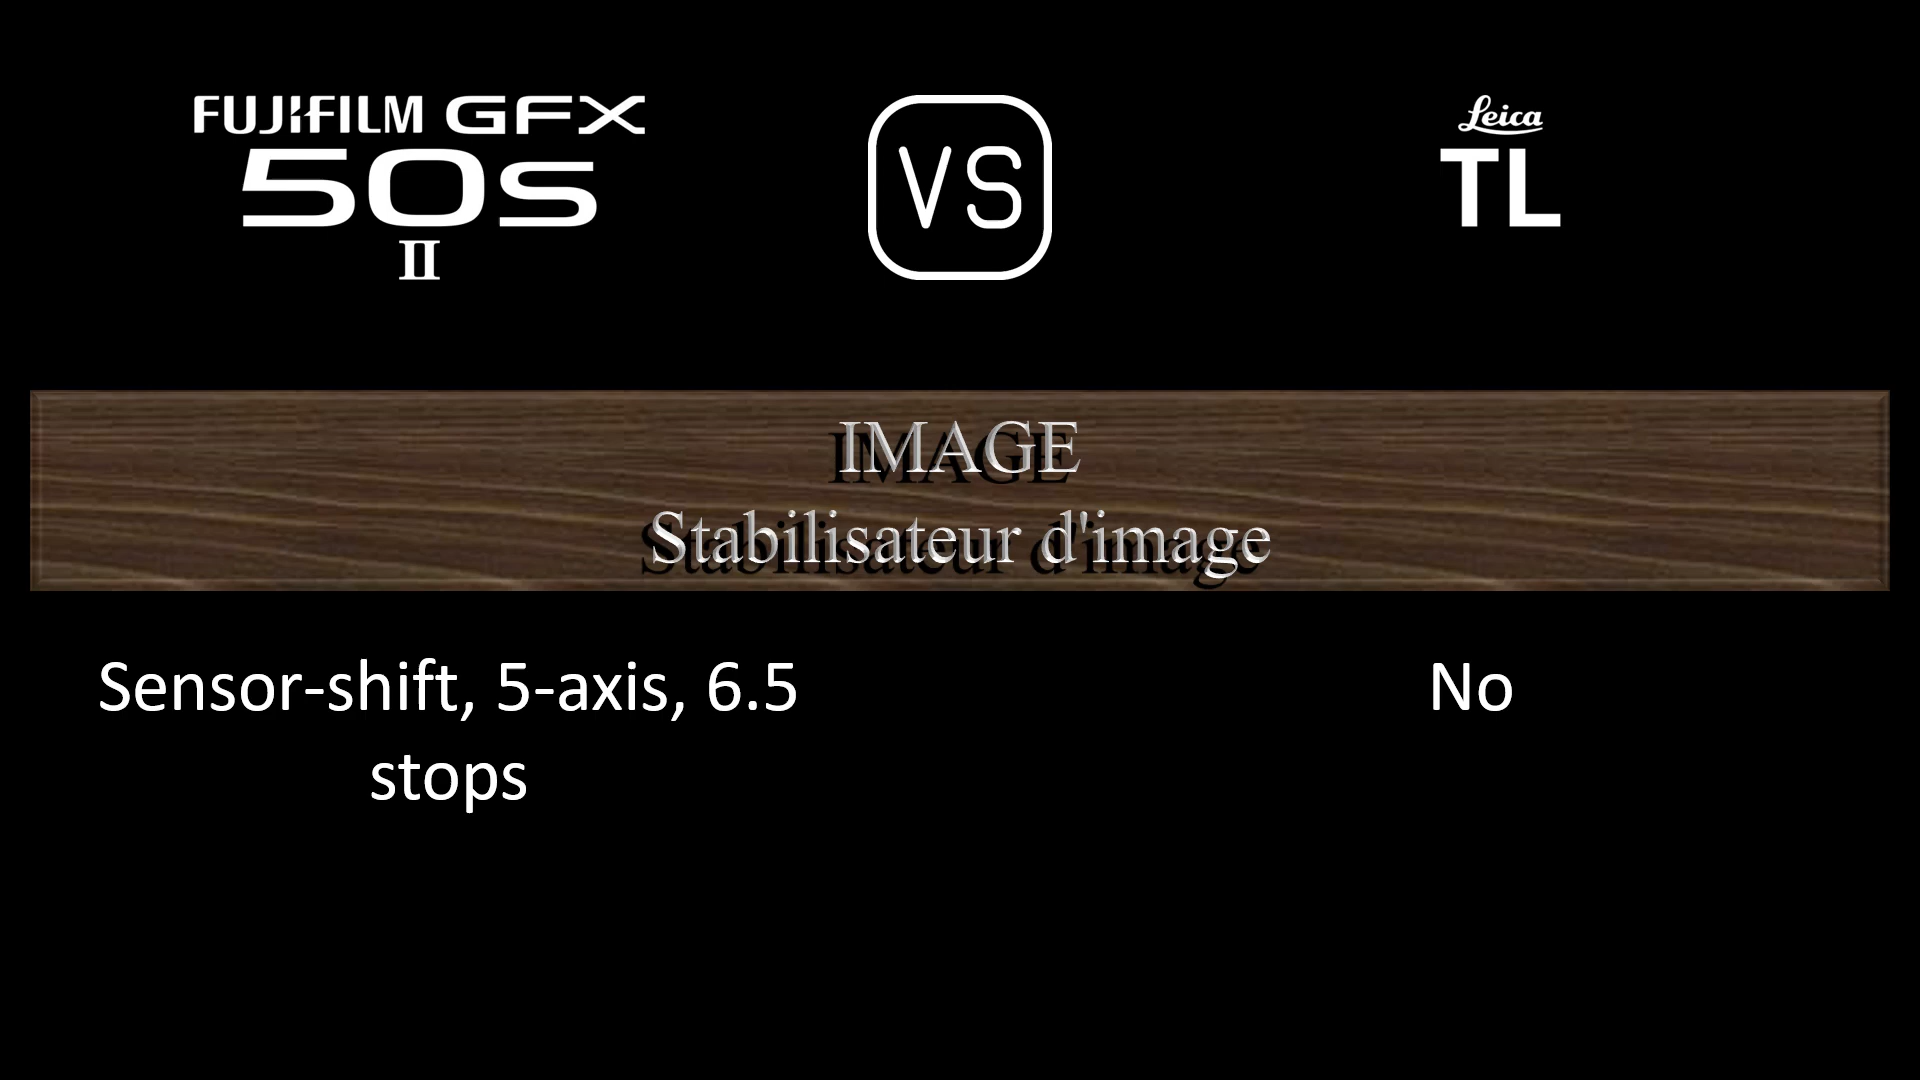 FUJIFILM GFX
50S
II
VS
Leica
TL
IMAGE
Stabilisateur d'image
Sensor-shift, 5-axis, 6.5
stops
No